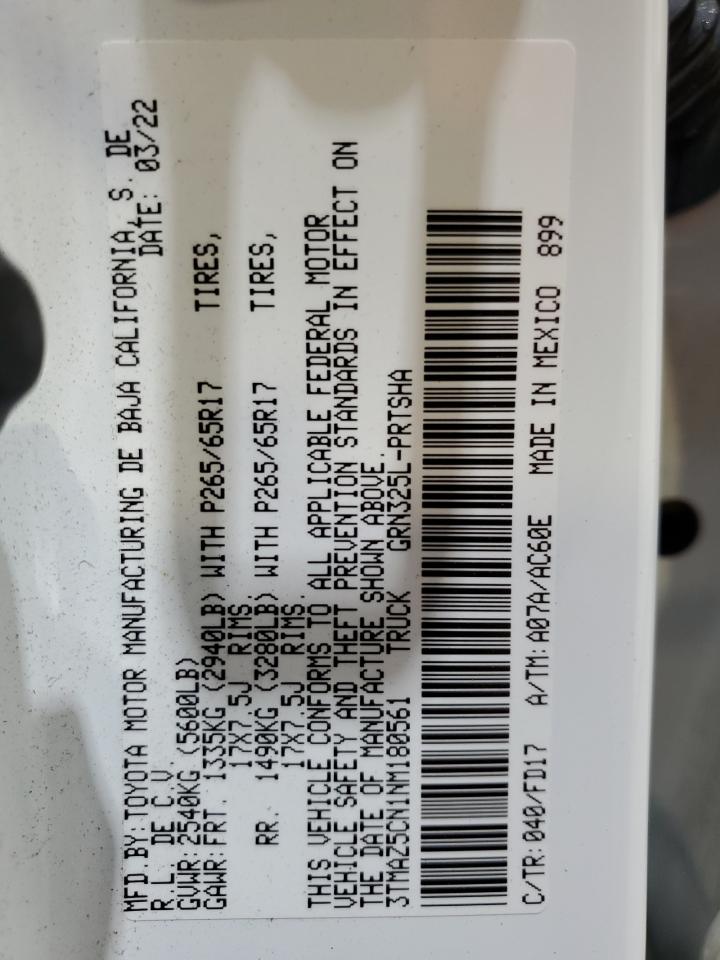 MFD.BY:TOYOTA MOTOR MANUFACTURING DE BAJA CALIFORNIA, S. DE
R.L. DE C.V. DATE: 03/22
GVWR:2540KG (5600LB)
GAWR:FRT. 1335KG (2940LB) WITH P265/65R17 TIRES,
17X7.5J RIMS.
RR. 1490KG (3280LB) WITH P265/65R17 TIRES,
17X7.5J RIMS.
THIS VEHICLE CONFORMS TO ALL APPLICABLE FEDERAL MOTOR
VEHICLE SAFETY AND THEFT PREVENTION STANDARDS IN EFFECT ON
THE DATE OF MANUFACTURE SHOWN ABOVE.
3TMAZ5CN1NM180561 TRUCK GRN325L-PRTSHA
C/TR:040/FD17 A/TM:A07A/AC60E MADE IN MEXICO 899